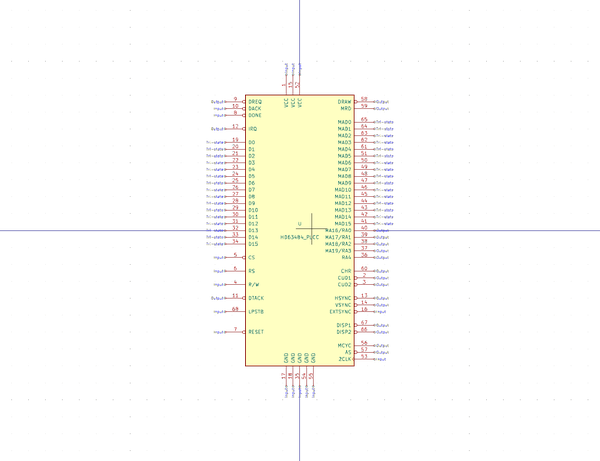 Input Input Input
1 15 52
VCC VCC VCC
Output 9 DREQ DRAW 58 Output
Input 10 DACK MRD 59 Output
Input 8 DONE
MAD0 65 Tri-state
Output 12 IRQ MAD1 64 Tri-state
MAD2 63 Tri-state
Tri-state 19 D0 MAD3 62 Tri-state
Tri-state 20 D1 MAD4 61 Tri-state
Tri-state 21 D2 MAD5 51 Tri-state
Tri-state 22 D3 MAD6 50 Tri-state
Tri-state 23 D4 MAD7 49 Tri-state
Tri-state 24 D5 MAD8 48 Tri-state
Tri-state 25 D6 MAD9 47 Tri-state
Tri-state 26 D7 MAD10 46 Tri-state
Tri-state 27 D8 MAD11 45 Tri-state
Tri-state 28 D9 MAD12 44 Tri-state
Tri-state 29 D10 MAD13 43 Tri-state
Tri-state 30 D11 MAD14 42 Tri-state
Tri-state 31 D12 MAD15 41 Tri-state
U
Tri-state 32 D13 MA16/RA0 40 Output
Tri-state 33 D14 HD63484_PLCC MA17/RA1 39 Output
Tri-state 34 D15 MA18/RA2 38 Output
MA19/RA3 37 Output
Input 5 CS RA4 36 Output
Input 6 RS CHR 60 Output
CUD1 2 Output
Input 4 R/W CUD2 3 Output
Output 11 DTACK HSYNC 13 Output
VSYNC 14 Output
Input 68 LPSTB EXTSYNC 16 Input
DISP1 67 Output
Input 7 RESET DISP2 66 Output
MCYC 56 Output
AS 57 Output
2CLK 53 Input
GND GND GND GND GND
17 18 35 54 55
Input Input Input Input Input